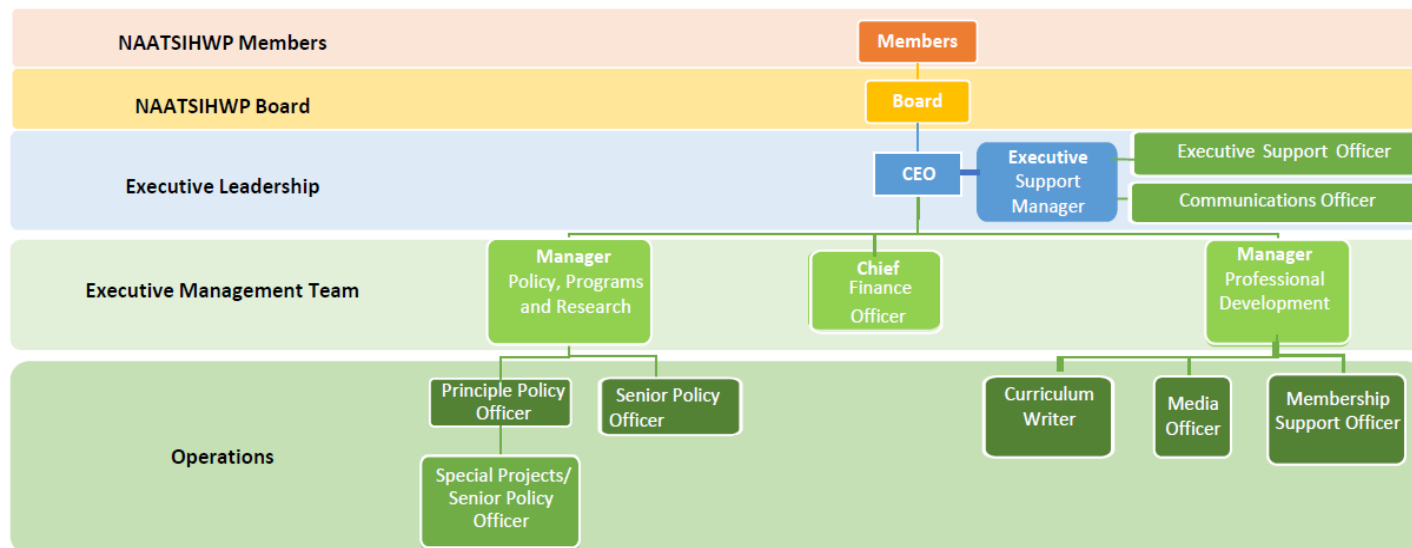 NAATSIHWP Members
Members
NAATSIHWP Board
Board
Executive Leadership
CEO
Executive
Support
Manager
Executive Support Officer
Communications Officer
Executive Management Team
Manager
Policy, Programs
and Research
Chief
Finance
Officer
Manager
Professional
Development
Operations
Principle Policy
Officer
Senior Policy
Officer
Special Projects/
Senior Policy
Officer
Curriculum
Writer
Media
Officer
Membership
Support Officer